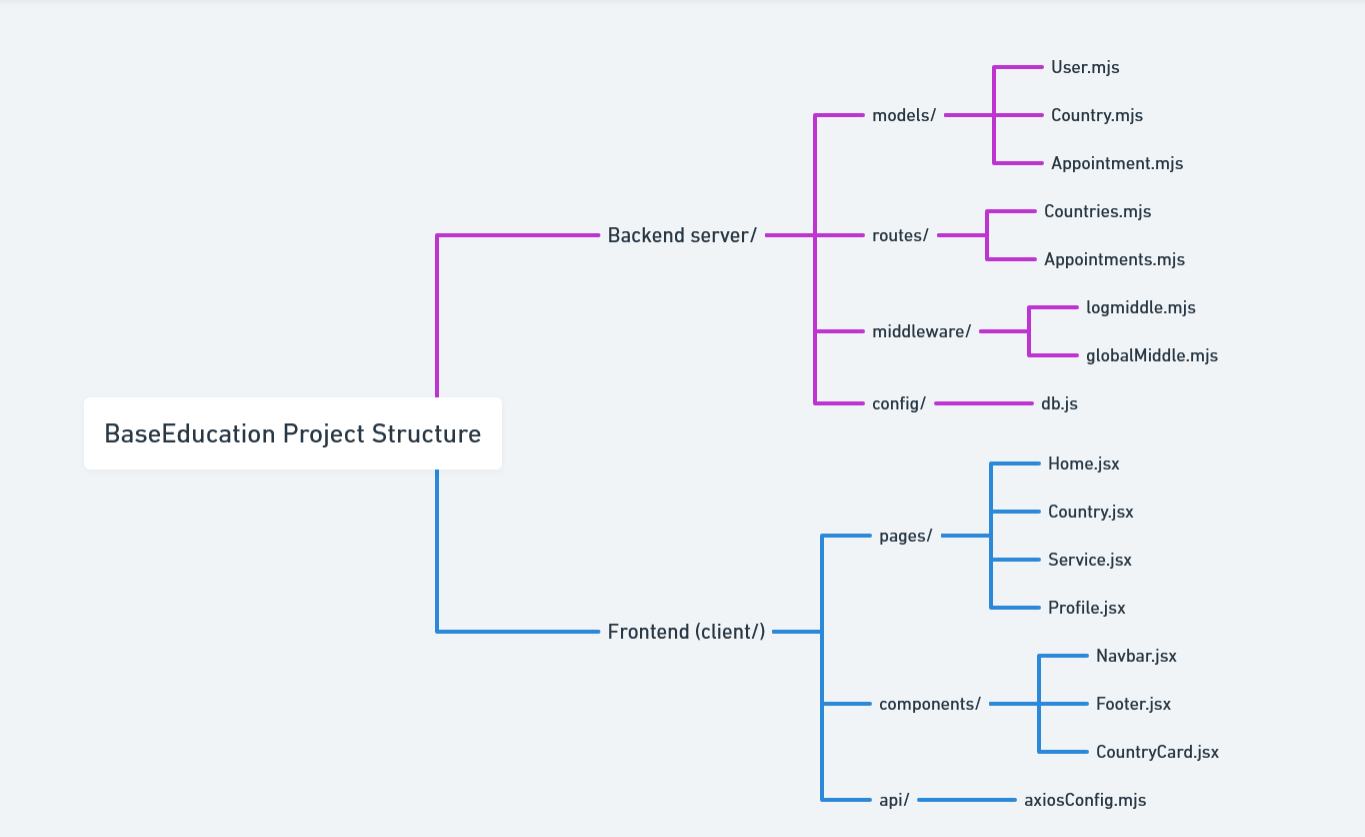 BaseEducation Project Structure
Backend server/
models/
User.mjs
Country.mjs
Appointment.mjs
routes/
Countries.mjs
Appointments.mjs
middleware/
logmiddle.mjs
globalMiddle.mjs
config/
db.js
Frontend (client/)
pages/
Home.jsx
Country.jsx
Service.jsx
Profile.jsx
components/
Navbar.jsx
Footer.jsx
CountryCard.jsx
api/
axiosConfig.mjs